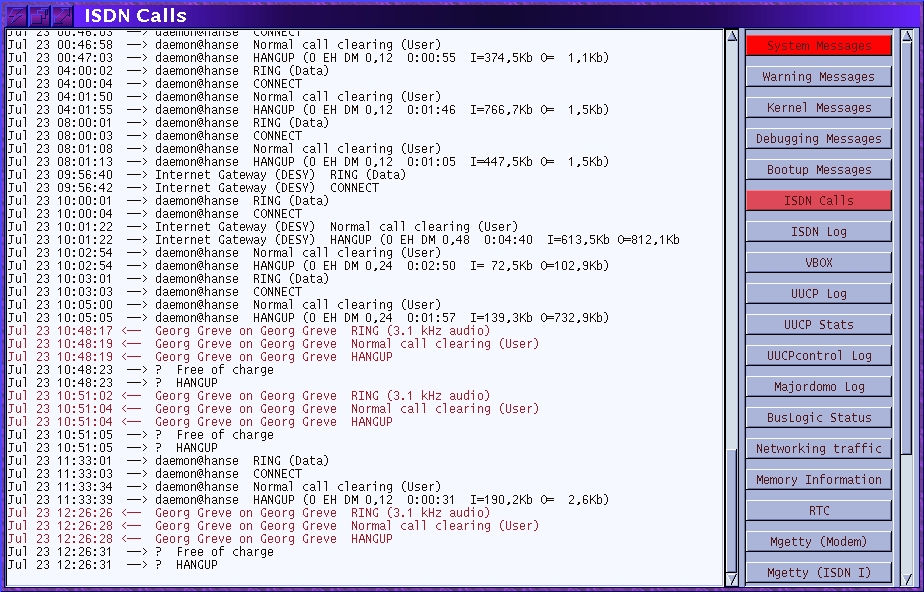 ISDN Calls
Jul 23 00:46:03 —> daemon@hanse  CONNECT
Jul 23 00:46:58 —> daemon@hanse  Normal call clearing (User)
Jul 23 00:47:03 —> daemon@hanse  HANGUP (0 EH DM 0,12  0:00:55  I=374,5Kb O=  1,1Kb)
Jul 23 04:00:02 —> daemon@hanse  RING (Data)
Jul 23 04:00:04 —> daemon@hanse  CONNECT
Jul 23 04:01:50 —> daemon@hanse  Normal call clearing (User)
Jul 23 04:01:55 —> daemon@hanse  HANGUP (0 EH DM 0,12  0:01:46  I=766,7Kb O=  1,5Kb)
Jul 23 08:00:01 —> daemon@hanse  RING (Data)
Jul 23 08:00:03 —> daemon@hanse  CONNECT
Jul 23 08:01:08 —> daemon@hanse  Normal call clearing (User)
Jul 23 08:01:13 —> daemon@hanse  HANGUP (0 EH DM 0,12  0:01:05  I=447,5Kb O=  1,5Kb)
Jul 23 09:56:40 —> Internet Gateway (DESY)  RING (Data)
Jul 23 09:56:42 —> Internet Gateway (DESY)  CONNECT
Jul 23 10:00:01 —> daemon@hanse  RING (Data)
Jul 23 10:00:04 —> daemon@hanse  CONNECT
Jul 23 10:01:22 —> Internet Gateway (DESY)  Normal call clearing (User)
Jul 23 10:01:22 —> Internet Gateway (DESY)  HANGUP (0 EH DM 0,48  0:04:40  I=613,5Kb O=812,1Kb
Jul 23 10:02:54 —> daemon@hanse  Normal call clearing (User)
Jul 23 10:02:54 —> daemon@hanse  HANGUP (0 EH DM 0,24  0:02:50  I= 72,5Kb O=102,9Kb)
Jul 23 10:03:01 —> daemon@hanse  RING (Data)
Jul 23 10:03:03 —> daemon@hanse  CONNECT
Jul 23 10:05:00 —> daemon@hanse  Normal call clearing (User)
Jul 23 10:05:05 —> daemon@hanse  HANGUP (0 EH DM 0,24  0:01:57  I=139,3Kb O=732,9Kb)
Jul 23 10:48:17 <—  Georg Greve on Georg Greve  RING (3.1 kHz audio)
Jul 23 10:48:19 <—  Georg Greve on Georg Greve  Normal call clearing (User)
Jul 23 10:48:19 <—  Georg Greve on Georg Greve  HANGUP
Jul 23 10:48:23 —> ?  Free of charge
Jul 23 10:48:23 —> ?  HANGUP
Jul 23 10:51:02 <—  Georg Greve on Georg Greve  RING (3.1 kHz audio)
Jul 23 10:51:04 <—  Georg Greve on Georg Greve  Normal call clearing (User)
Jul 23 10:51:04 <—  Georg Greve on Georg Greve  HANGUP
Jul 23 10:51:05 —> ?  Free of charge
Jul 23 10:51:05 —> ?  HANGUP
Jul 23 11:33:01 —> daemon@hanse  RING (Data)
Jul 23 11:33:03 —> daemon@hanse  CONNECT
Jul 23 11:33:34 —> daemon@hanse  Normal call clearing (User)
Jul 23 11:33:39 —> daemon@hanse  HANGUP (0 EH DM 0,12  0:00:31  I=190,2Kb O=  2,6Kb)
Jul 23 12:26:26 <—  Georg Greve on Georg Greve  RING (3.1 kHz audio)
Jul 23 12:26:28 <—  Georg Greve on Georg Greve  Normal call clearing (User)
Jul 23 12:26:28 <—  Georg Greve on Georg Greve  HANGUP
Jul 23 12:26:31 —> ?  Free of charge
Jul 23 12:26:31 —> ?  HANGUP
System Messages
Warning Messages
Kernel Messages
Debugging Messages
Bootup Messages
ISDN Calls
ISDN Log
VBOX
UUCP Log
UUCP Stats
UUCPcontrol Log
Majordomo Log
BusLogic Status
Networking traffic
Memory Information
RTC
Mgetty (Modem)
Mgetty (ISDN I)